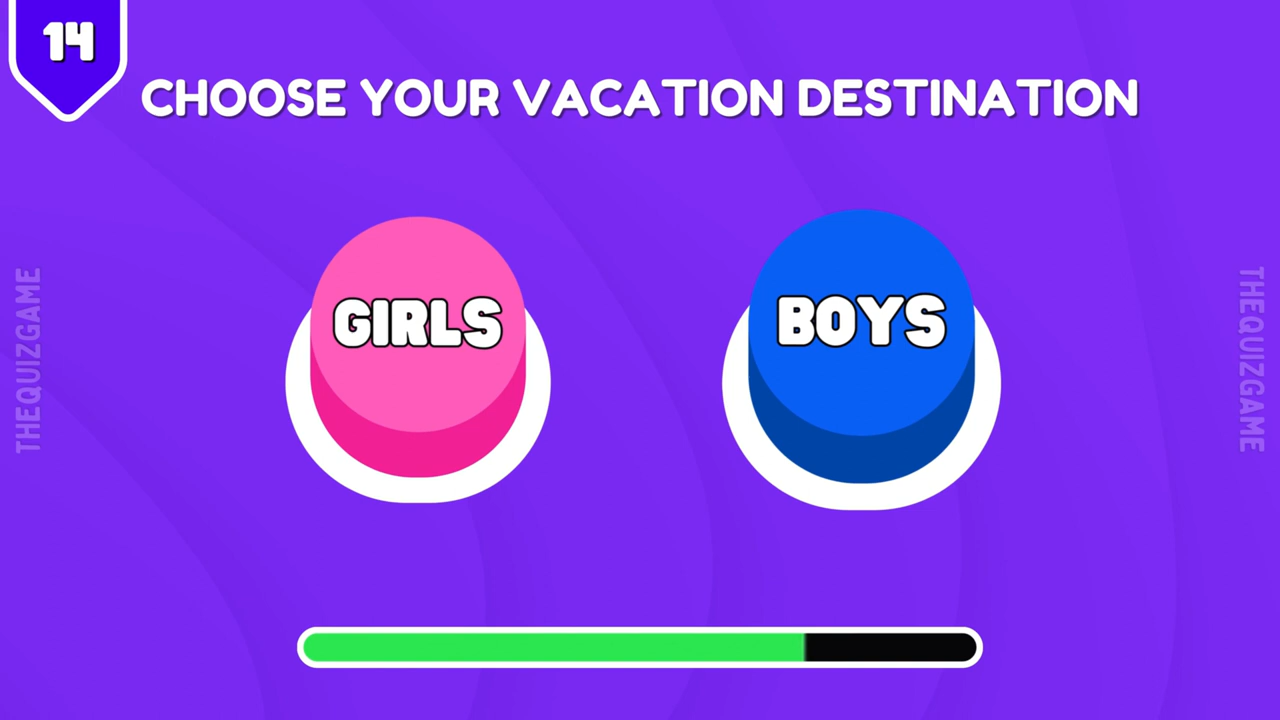 14
CHOOSE YOUR VACATION DESTINATION
GIRLS
BOYS
THEQUIZGAME
THEQUIZGAME